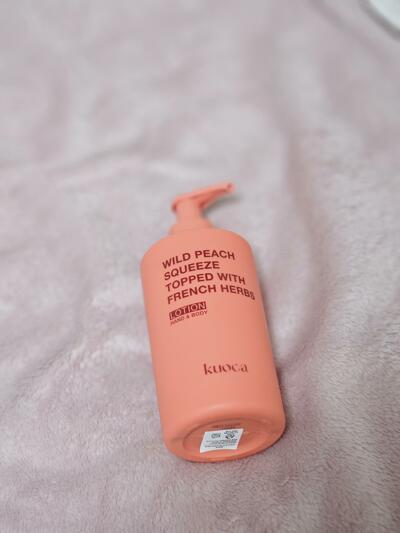 WILD PEACH
SQUEEZE
TOPPED WITH
FRENCH HERBS
LOTION
HAND & BODY
kuoca